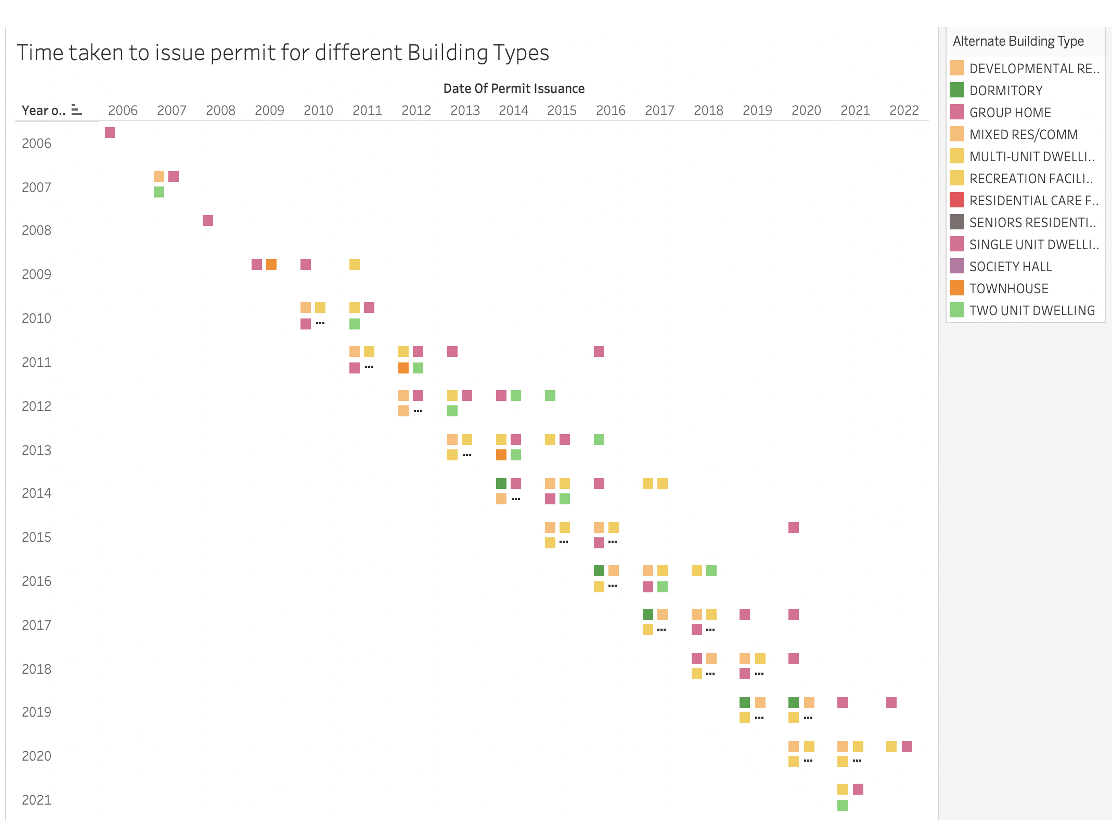 Time taken to issue permit for different Building Types
Date Of Permit Issuance
Year o..
2006 2007 2008 2009 2010 2011 2012 2013 2014 2015 2016 2017 2018 2019 2020 2021 2022
2006
2007
2008
2009
2010
...
2011
...
2012
...
2013
...
2014
...
2015
... ...
2016
...
2017
... ...
2018
... ...
2019
... ...
2020
... ...
2021
Alternate Building Type
DEVELOPMENTAL RE..
DORMITORY
GROUP HOME
MIXED RES/COMM
MULTI-UNIT DWELLI..
RECREATION FACILI..
RESIDENTIAL CARE F..
SENIORS RESIDENTI..
SINGLE UNIT DWELLI..
SOCIETY HALL
TOWNHOUSE
TWO UNIT DWELLING